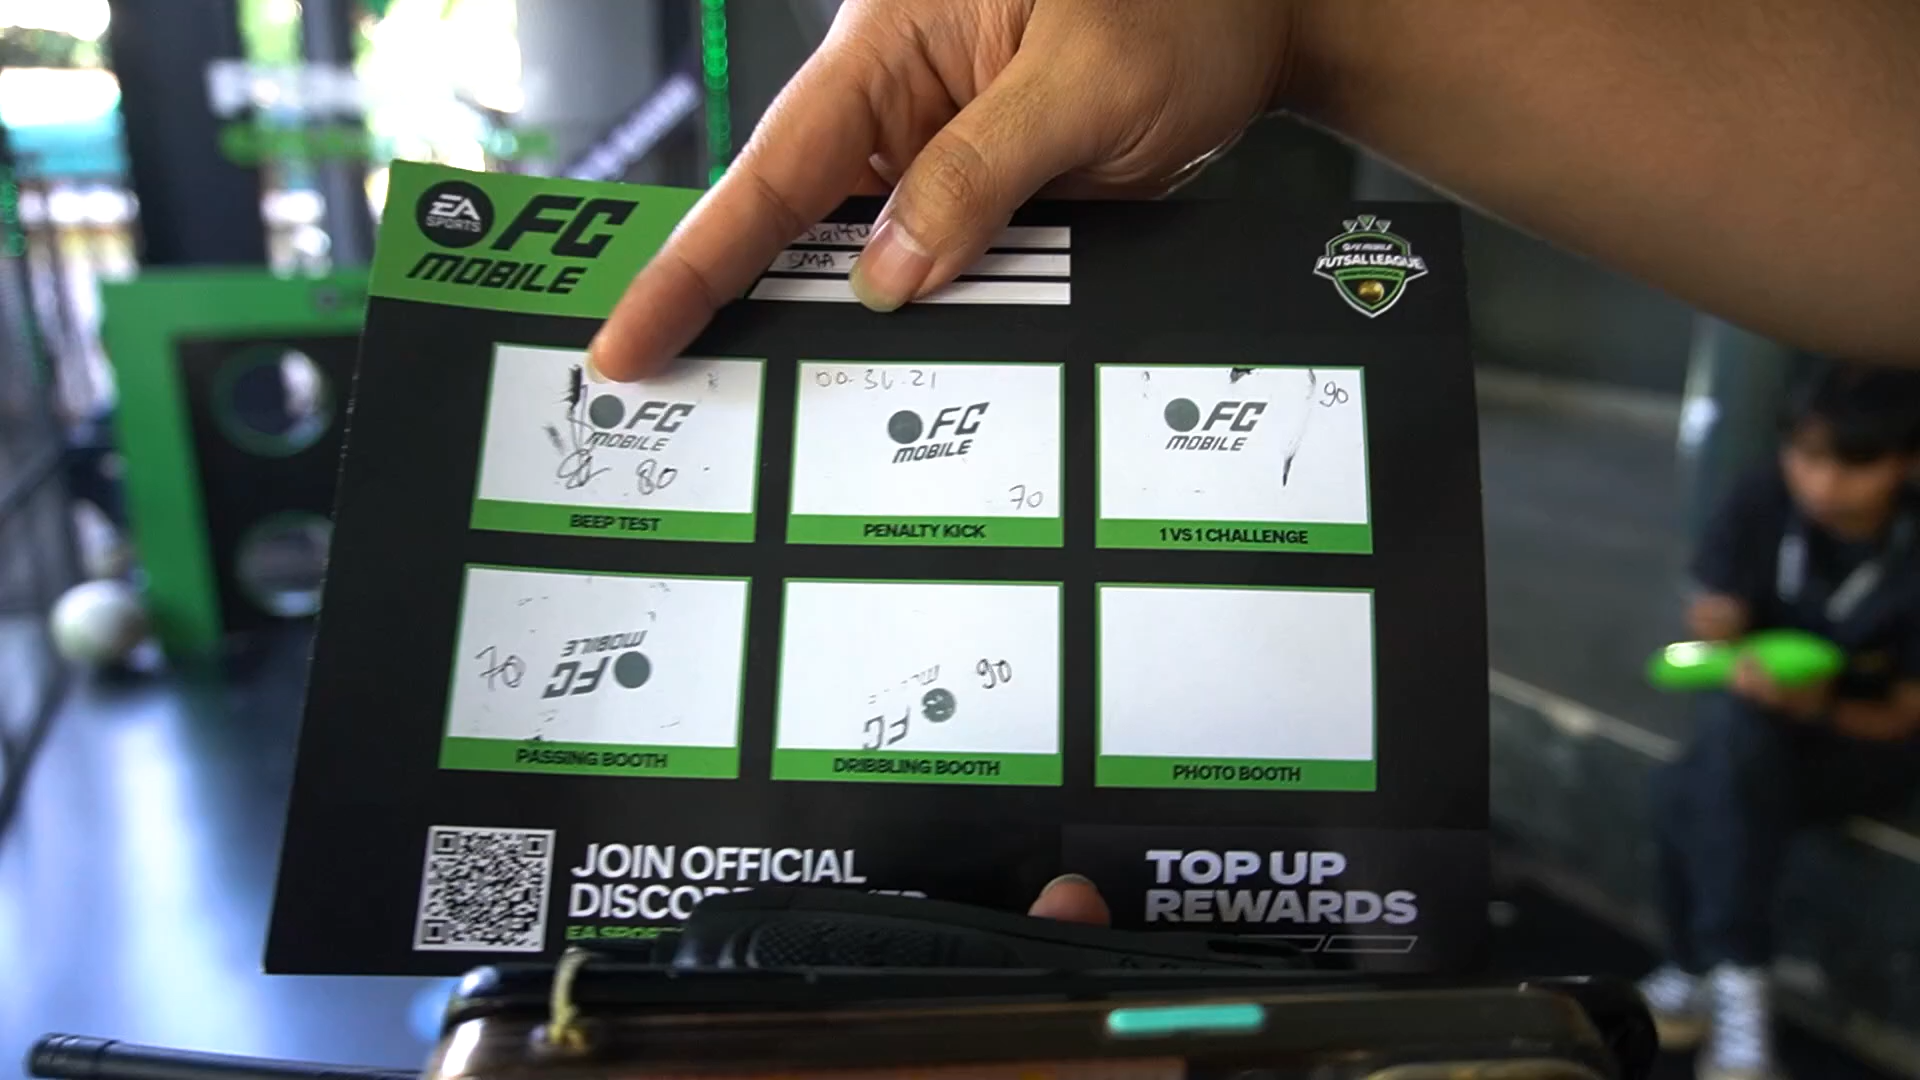 EA
SPORTS
FC
MOBILE
Saifu
SMA
FUTSAL LEAGUE
FC
MOBILE
80
BEEP TEST
00-36-21
FC
MOBILE
70
PENALTY KICK
90
FC
MOBILE
1 VS 1 CHALLENGE
70
FC
MOBILE
PASSING BOOTH
90
FC
DRIBBLING BOOTH
PHOTO BOOTH
JOIN OFFICIAL
TOP UP
REWARDS